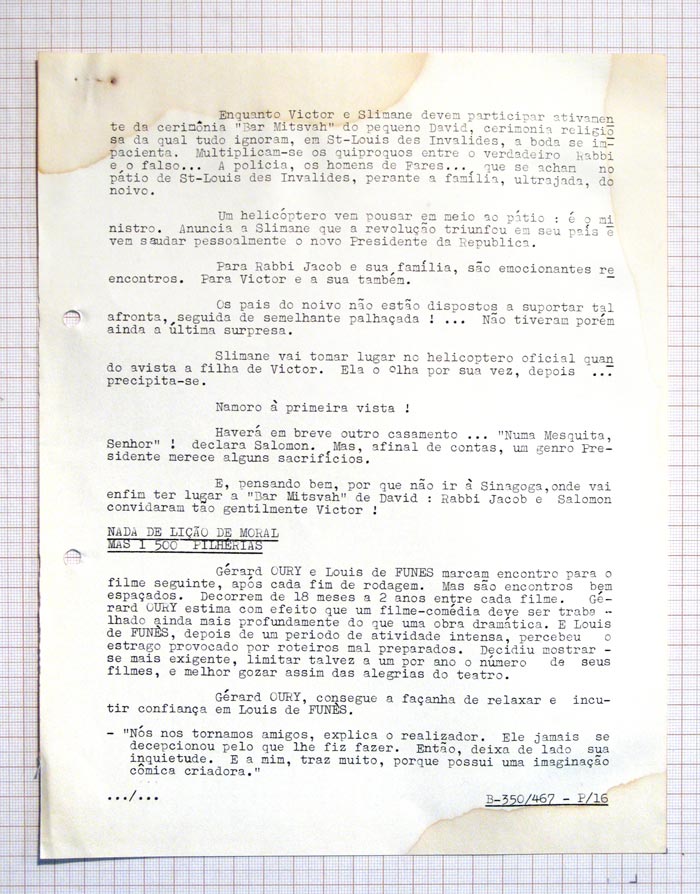 Enquanto Victor e Slimane devem participar ativamen
te da cerimônia "Bar Mitsvah" do pequeno David, cerimonia religio
sa da qual tudo ignoram, em St-Louis des Invalides, a boda se im-
pacienta. Multiplicam-se os quiproquos entre o verdadeiro Rabbi
e o falso... A policia, os homens de Fares..., que se acham no
pátio de St-Louis des Invalides, perante a família, ultrajada, do
noivo.
Um helicóptero vem pousar em meio ao pátio : é o mi
nistro. Anuncia a Slimane que a revolução triunfou em seu país e
vem saudar pessoalmente o novo Presidente da Republica.
Para Rabbi Jacob e sua família, são emocionantes re
encontros. Para Victor e a sua também.
Os pais do noivo não estão dispostos a suportar tal
afronta, seguida de semelhante palhaçada ! ... Não tiveram porém
ainda a última surpresa.
Slimane vai tomar lugar no helicoptero oficial quan
do avista a filha de Victor. Ela o olha por sua vez, depois ...
precipita-se.
Namoro à primeira vista !
Haverá em breve outro casamento ... "Numa Mesquita,
Senhor" ! declara Salomon. Mas, afinal de contas, um genro Pre-
sidente merece alguns sacrifícios.
E, pensando bem, por que não ir à Sinagoga,onde vai
enfim ter lugar a "Bar Mitsvah" de David : Rabbi Jacob e Salomon
convidaram tão gentilmente Victor !
NADA DE LIÇÃO DE MORAL
MAS 1 500 PILHÉRIAS
Gérard OURY e Louis de FUNES marcam encontro para o
filme seguinte, após cada fim de rodagem. Mas são encontros bem
espaçados. Decorrem de 18 meses a 2 anos entre cada filme. Gé-
rard OURY estima com efeito que um filme-comédia deve ser traba -
lhado ainda mais profundamente do que uma obra dramática. E Louis
de FUNÈS, depois de um periodo de atividade intensa, percebeu o
estrago provocado por roteiros mal preparados. Decidiu mostrar -
se mais exigente, limitar talvez a um por ano o número de seus
filmes, e melhor gozar assim das alegrias do teatro.
Gérard OURY, consegue a façanha de relaxar e incu-
tir confiança em Louis de FUNÈS.
- "Nós nos tornamos amigos, explica o realizador. Ele jamais se
decepcionou pelo que lhe fiz fazer. Então, deixa de lado sua
inquietude. E a mim, traz muito, porque possui uma imaginação
cômica criadora."
.../...
B-350/467 - P/16